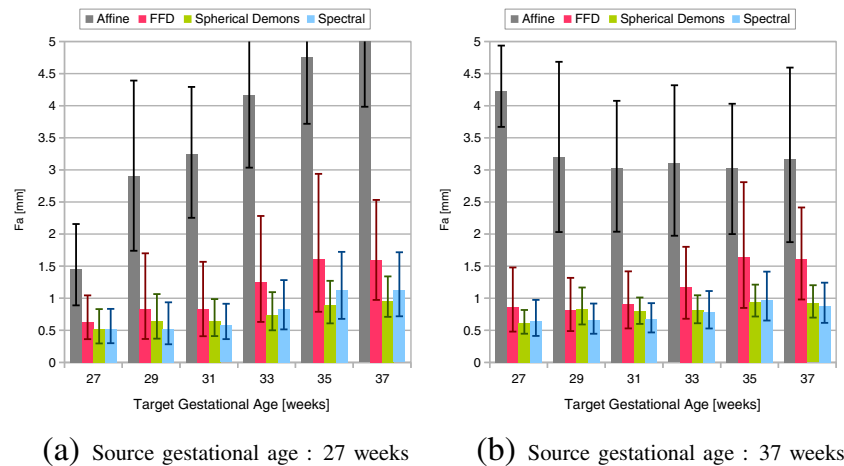 Affine FFD Spherical Demons Spectral
5
4.5
4
3.5
3
2.5
2
1.5
1
0.5
0
Fa [mm]
27 29 31 33 35 37
Target Gestational Age [weeks]
(a) Source gestational age : 27 weeks
Affine FFD Spherical Demons Spectral
5
4.5
4
3.5
3
2.5
2
1.5
1
0.5
0
Fa [mm]
27 29 31 33 35 37
Target Gestational Age [weeks]
(b) Source gestational age : 37 weeks